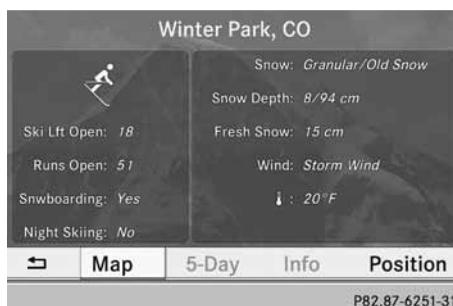 Winter Park, CO
Ski Lft Open: 18
Runs Open: 51
Snwboarding: Yes
Night Skiing: No
Snow: Granular/Old Snow
Snow Depth: 8/94 cm
Fresh Snow: 15 cm
Wind: Storm Wind
: 20°F
Map 5-Day Info Position
P82.87-6251-31